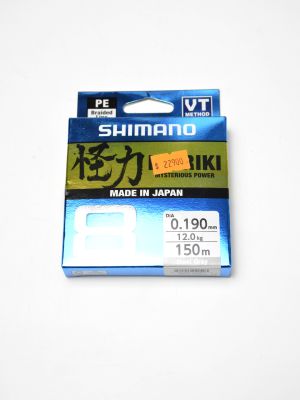 PE
Braided
VT
METHOD
SHIMANO
怪力
$ 22900
RIKI
MYSTERIOUS POWER
MADE IN JAPAN
8
DIA
0.190mm
12.0kg
150m